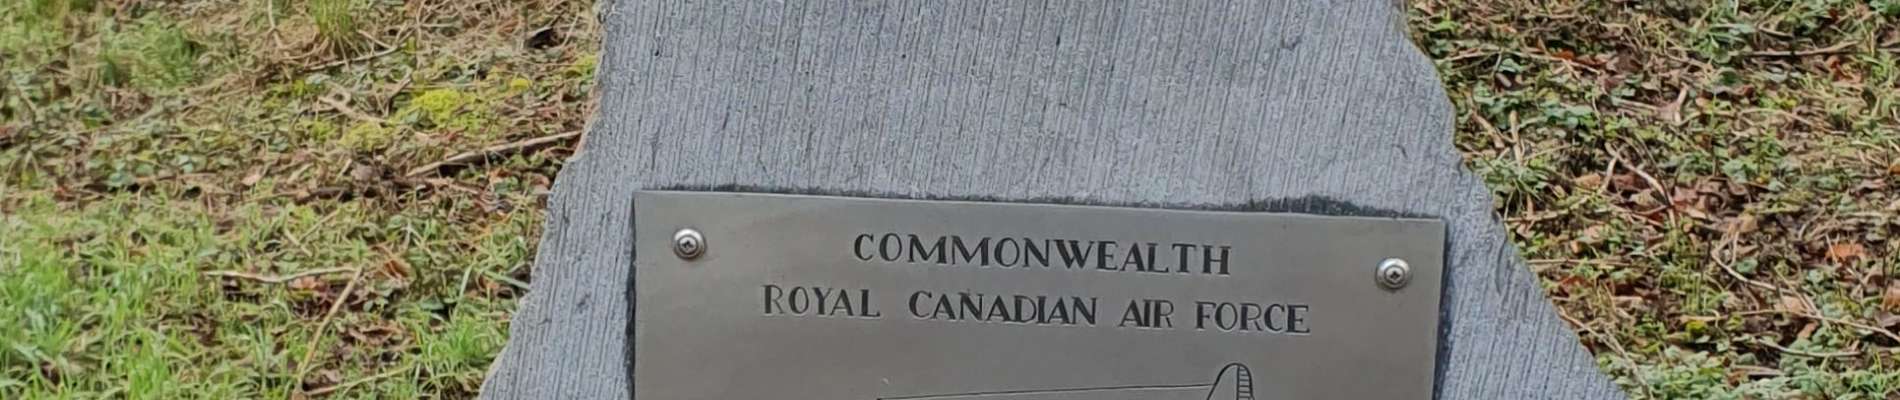 COMMONWEALTH
ROYAL CANADIAN AIR FORCE